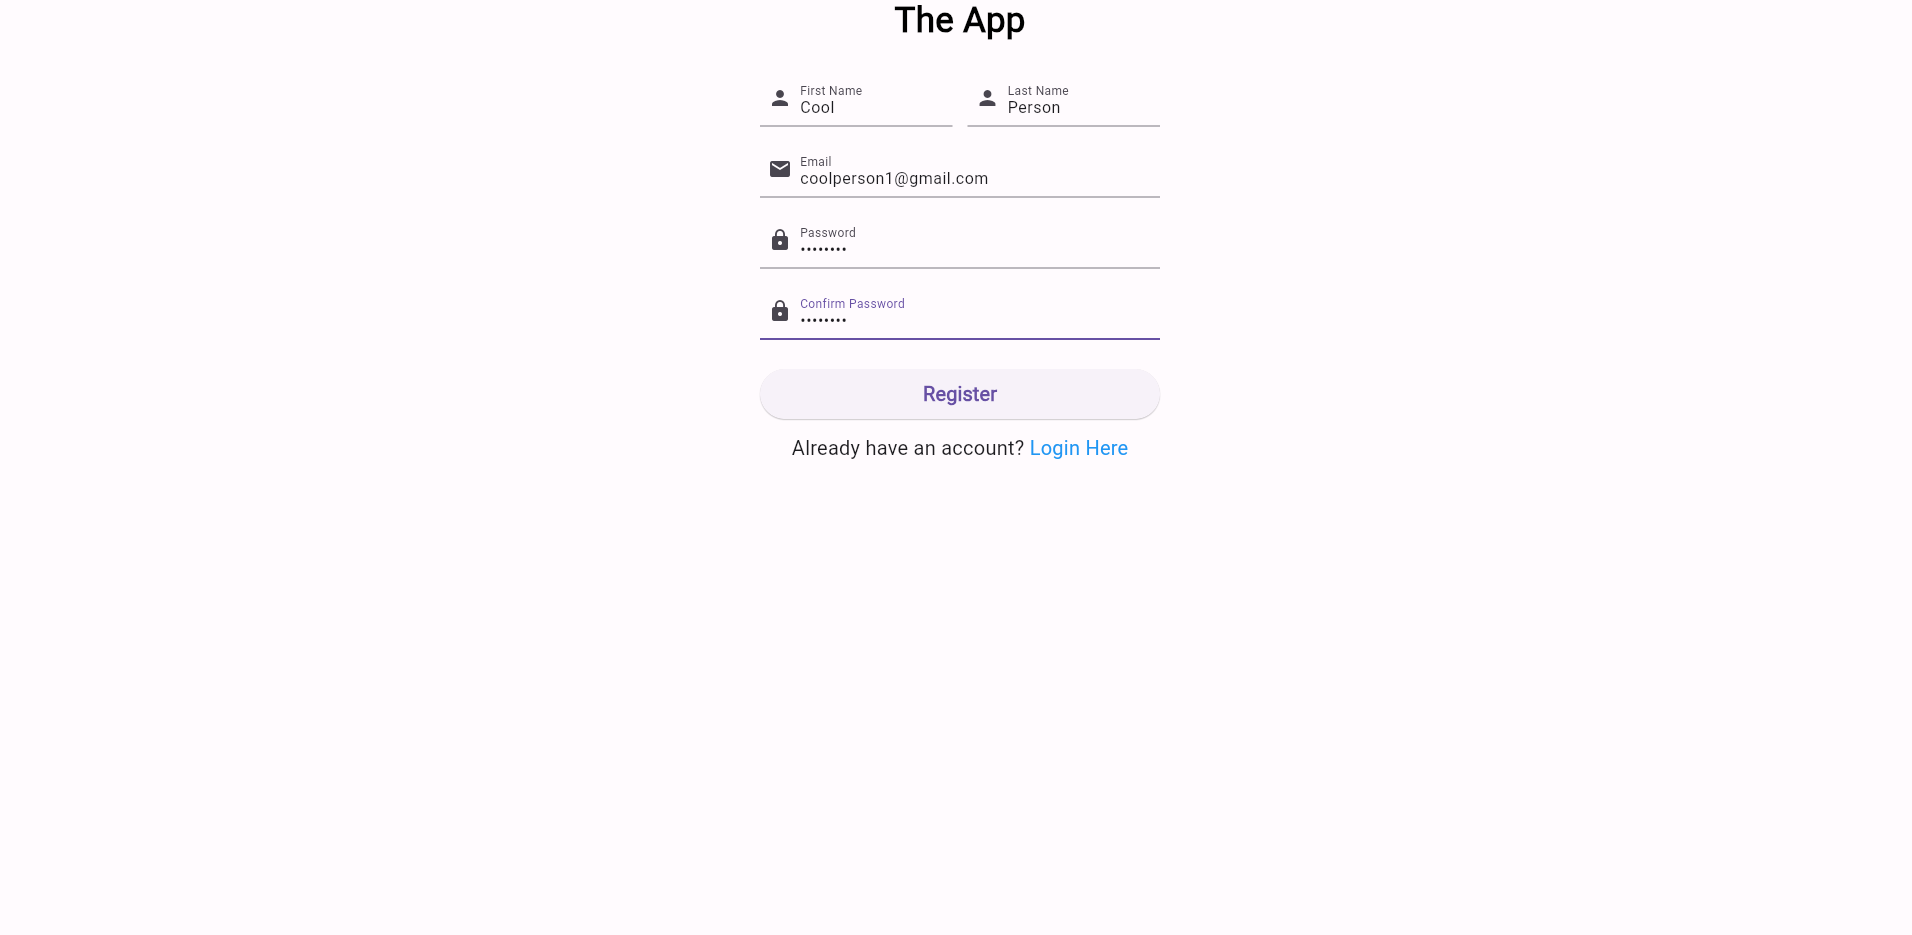 The App
First Name Last Name
Cool Person
Email
coolperson1@gmail.com
Password
••••••••
Confirm Password
••••••••
Register
Already have an account? Login Here